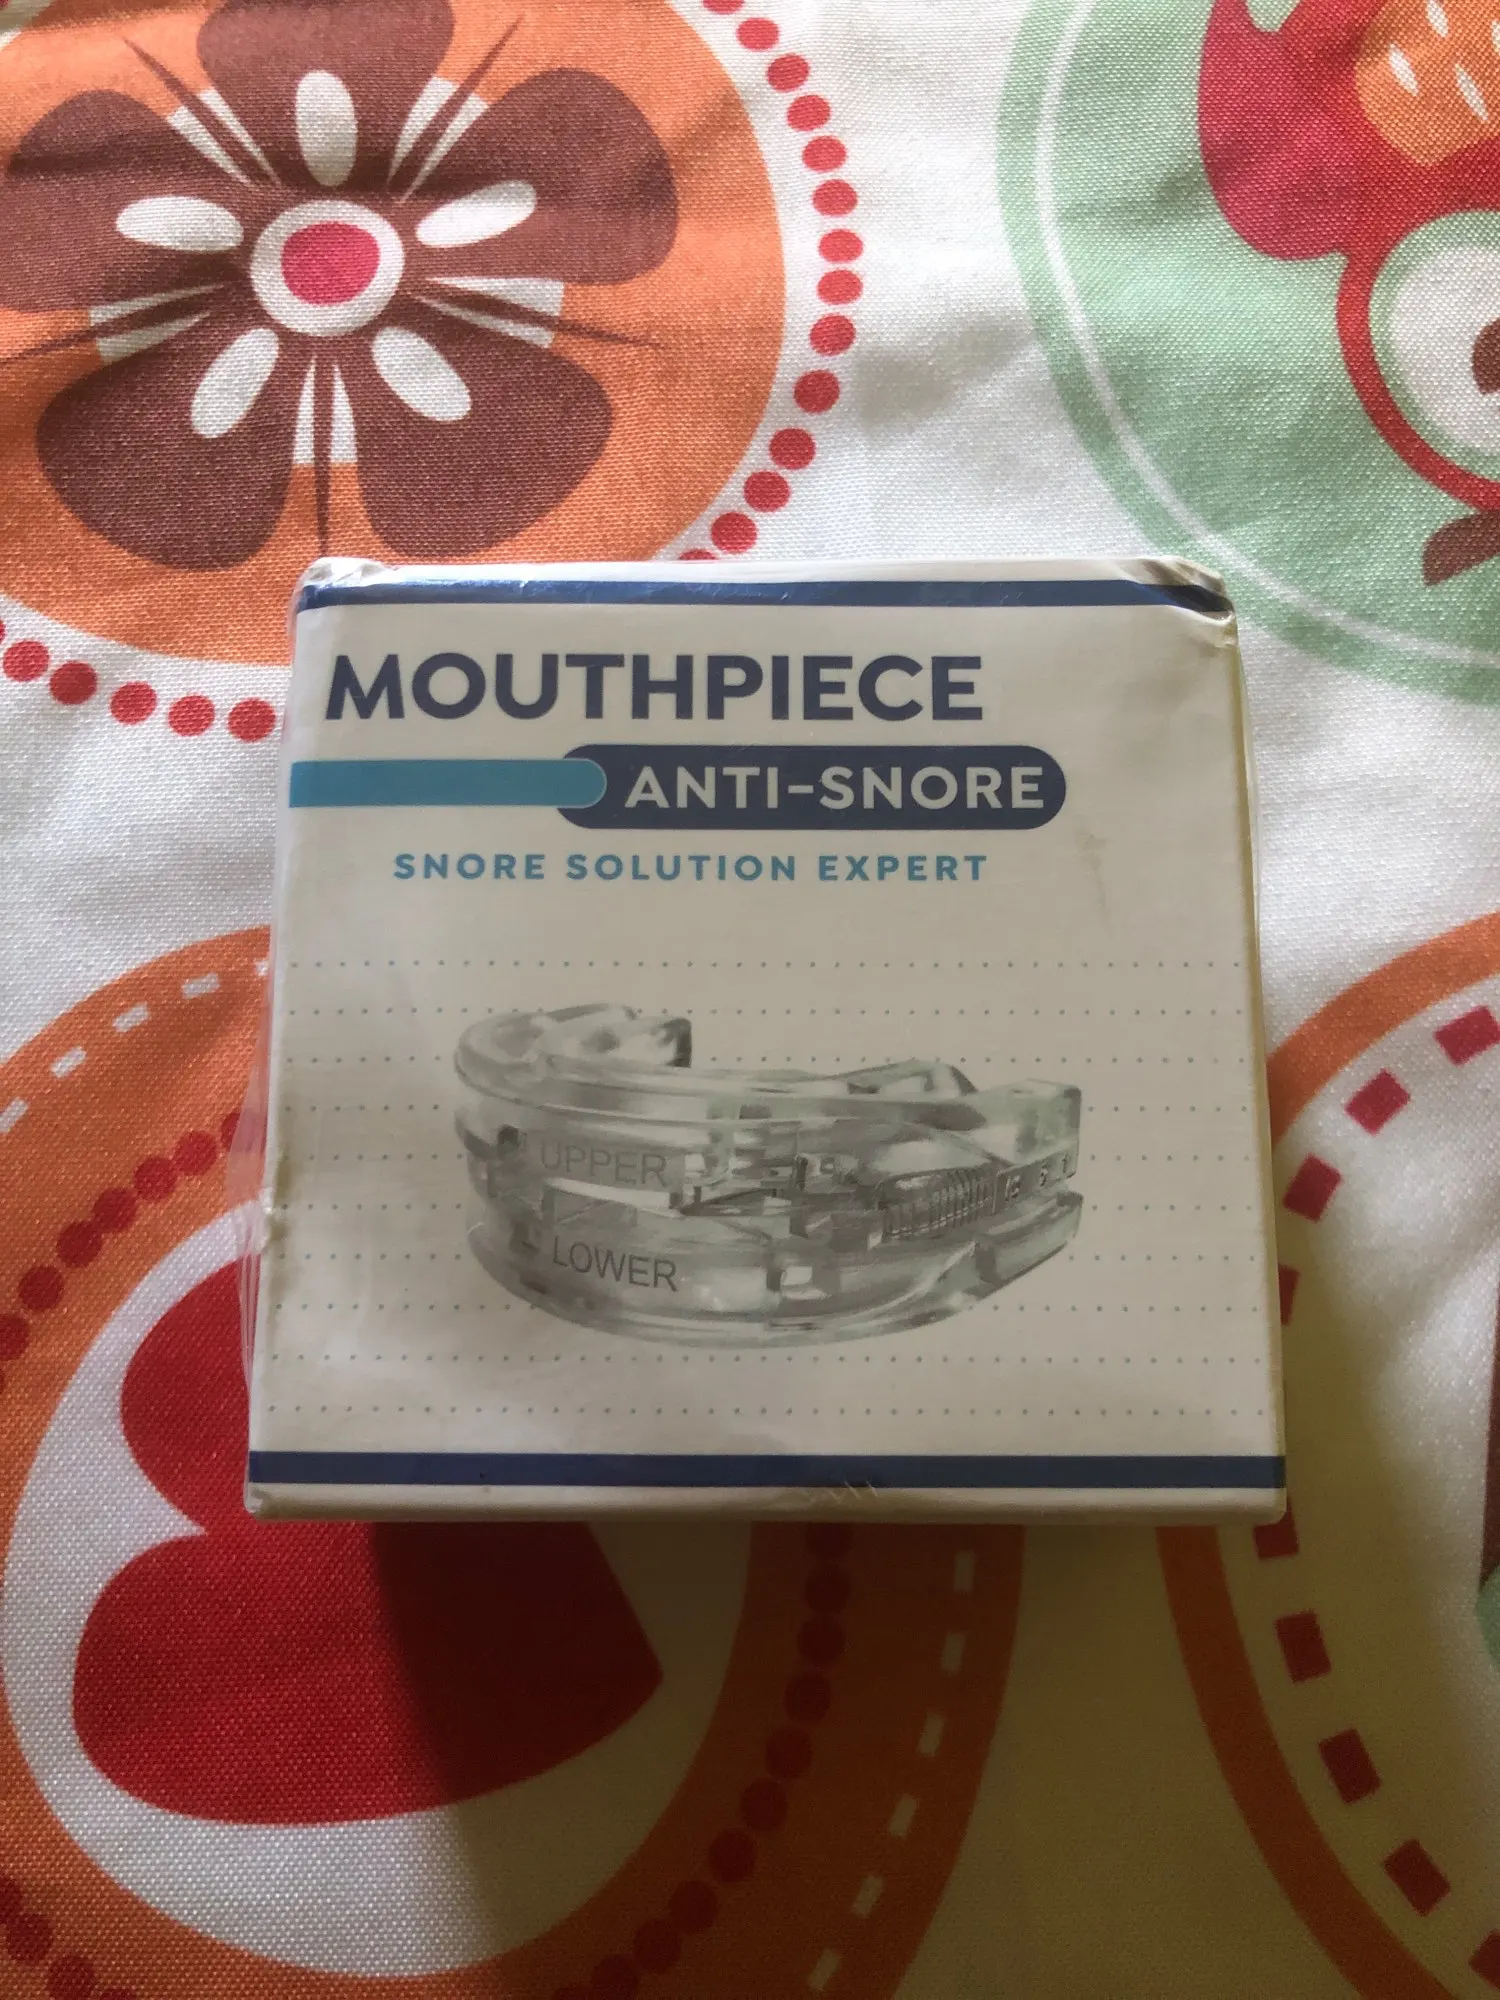 MOUTHPIECE
ANTI-SNORE
SNORE SOLUTION EXPERT
UPPER
LOWER